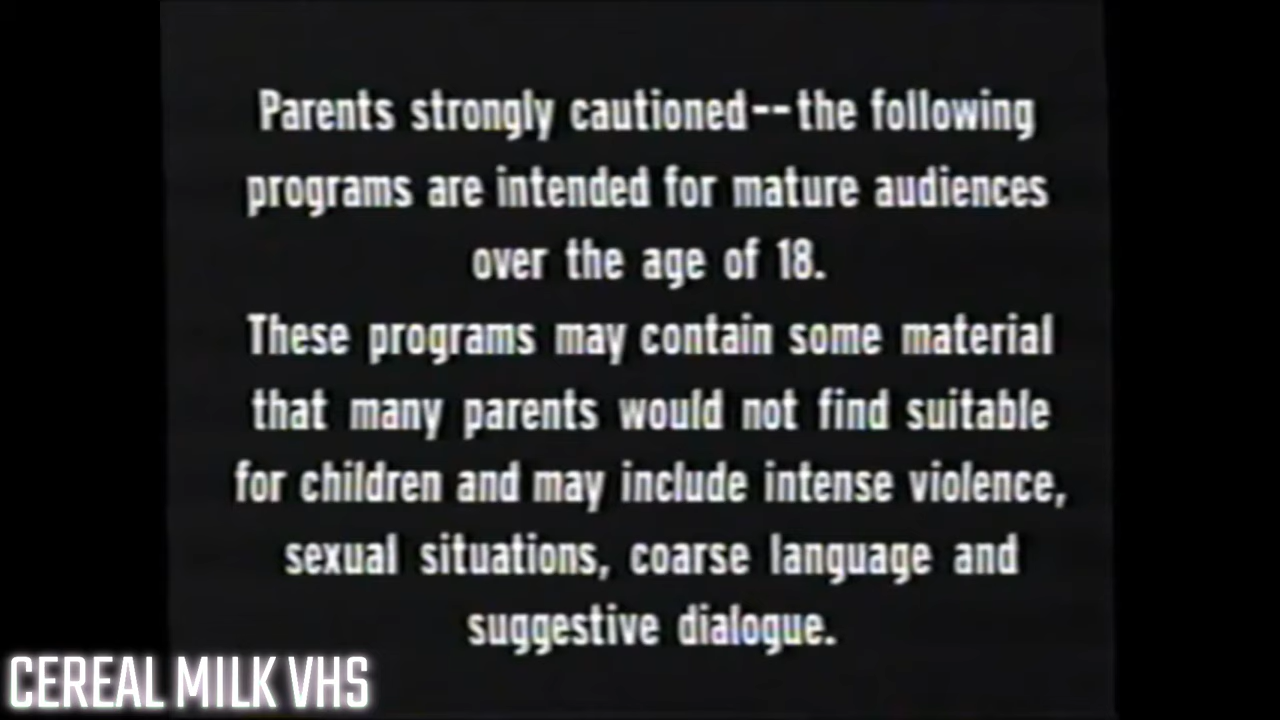 Parents strongly cautioned--the following
programs are intended for mature audiences
over the age of 18.
These programs may contain some material
that many parents would not find suitable
for children and may include intense violence,
sexual situations, coarse language and
suggestive dialogue.
CEREAL MILK VHS